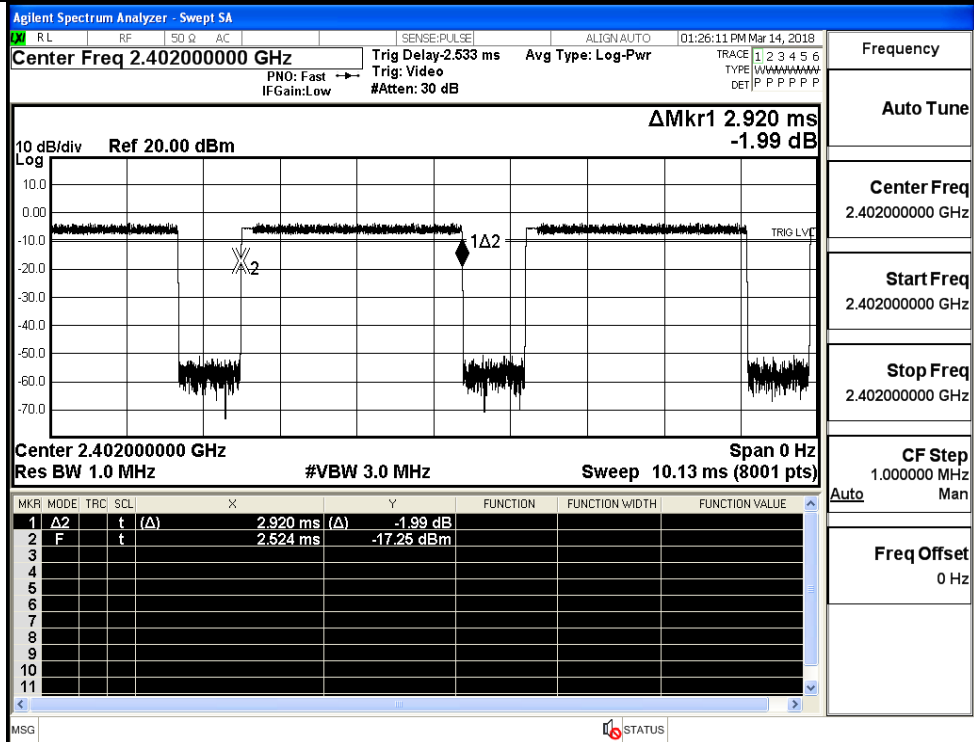 Agilent Spectrum Analyzer - Swept SA
LXI RL RF 50 Ω AC SENSE:PULSE ALIGN AUTO 01:26:11 PM Mar 14, 2018
Center Freq 2.402000000 GHz
PNO: Fast
IFGain:Low
Trig Delay-2.533 ms
Trig: Video
#Atten: 30 dB
Avg Type: Log-Pwr
TRACE 1 2 3 4 5 6
TYPE WWWWWW
DET P P P P P P
ΔMkr1 2.920 ms
-1.99 dB
10 dB/div Ref 20.00 dBm
Log
10.0
0.00
-10.0
-20.0
-30.0
-40.0
-50.0
-60.0
-70.0
TRIG LVL
1Δ2
2
Center 2.402000000 GHz Span 0 Hz
Res BW 1.0 MHz #VBW 3.0 MHz Sweep 10.13 ms (8001 pts)
MKR MODE TRC SCL X Y FUNCTION FUNCTION WIDTH FUNCTION VALUE
1 Δ2 t (Δ) 2.920 ms (Δ) -1.99 dB
2 F t 2.524 ms -17.25 dBm
3
4
5
6
7
8
9
10
11
MSG STATUS
Frequency
Auto Tune
Center Freq
2.402000000 GHz
Start Freq
2.402000000 GHz
Stop Freq
2.402000000 GHz
CF Step
1.000000 MHz
Auto Man
Freq Offset
0 Hz